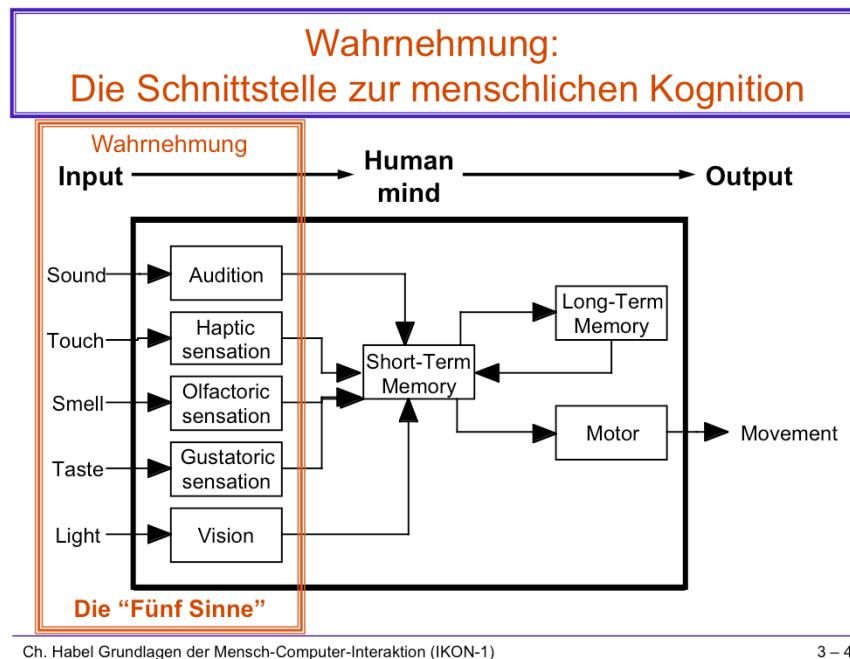 Wahrnehmung:
Die Schnittstelle zur menschlichen Kognition
Wahrnehmung
Input
Human
mind
Output
Sound
Audition
Touch
Haptic
sensation
Smell
Olfactoric
sensation
Taste
Gustatoric
sensation
Light
Vision
Short-Term
Memory
Long-Term
Memory
Motor
Movement
Die “Fünf Sinne”
Ch. Habel Grundlagen der Mensch-Computer-Interaktion (IKON-1)
3 – 4